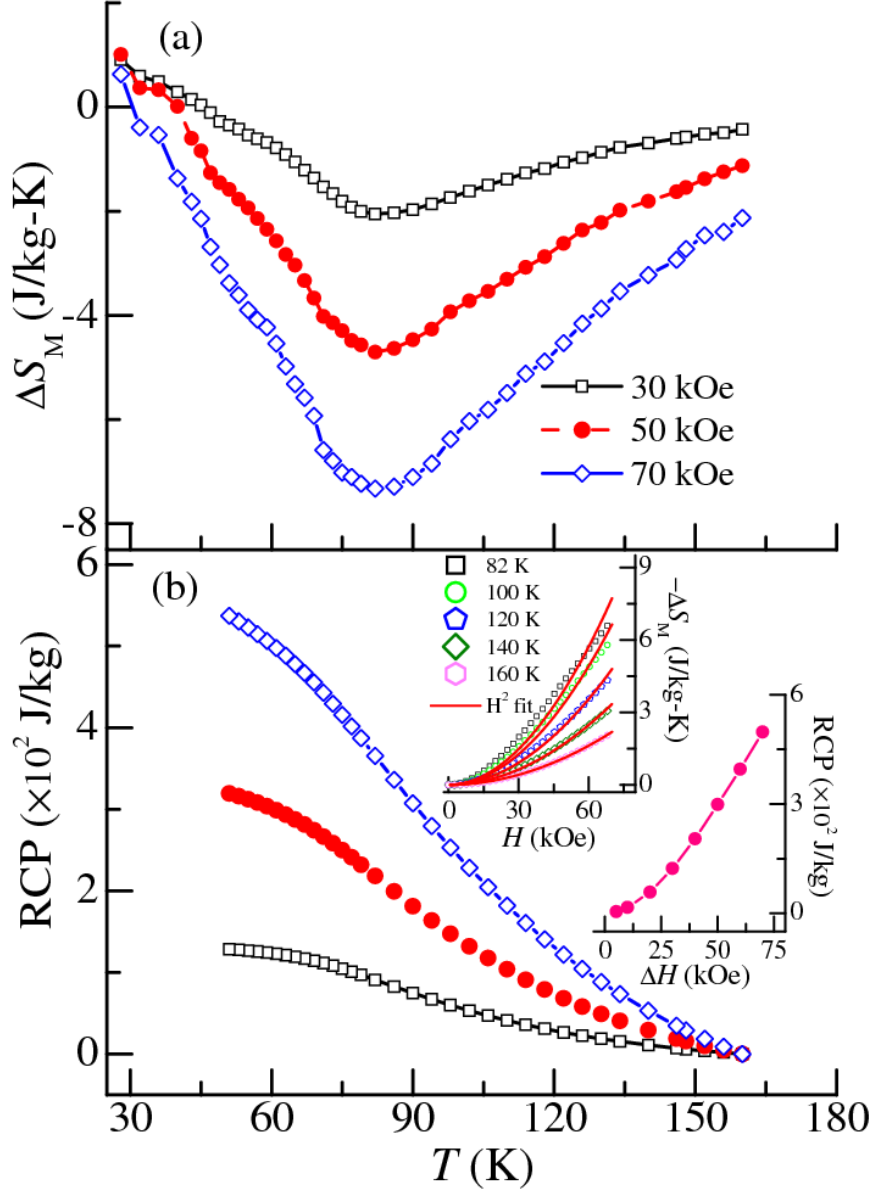 (a)
0
-4
-8
ΔS_M (J/kg-K)
30 kOe
50 kOe
70 kOe
(b)
6
4
2
0
RCP (×10² J/kg)
82 K
100 K
120 K
140 K
160 K
H² fit
9
6
3
0
−ΔS_M (J/kg-K)
0 30 60
H (kOe)
6
3
0
RCP (×10² J/kg)
0 25 50 75
ΔH (kOe)
30 60 90 120 150 180
T (K)